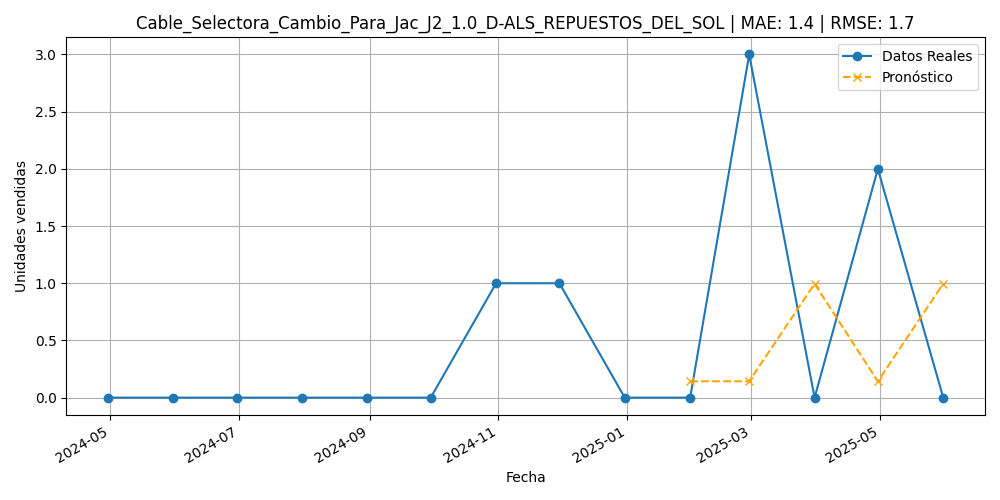 Cable_Selectora_Cambio_Para_Jac_J2_1.0_D-ALS_REPUESTOS_DEL_SOL | MAE: 1.4 | RMSE: 1.7
Datos Reales
Pronóstico
Unidades vendidas
3.0
2.5
2.0
1.5
1.0
0.5
0.0
2024-05
2024-07
2024-09
2024-11
2025-01
2025-03
2025-05
Fecha